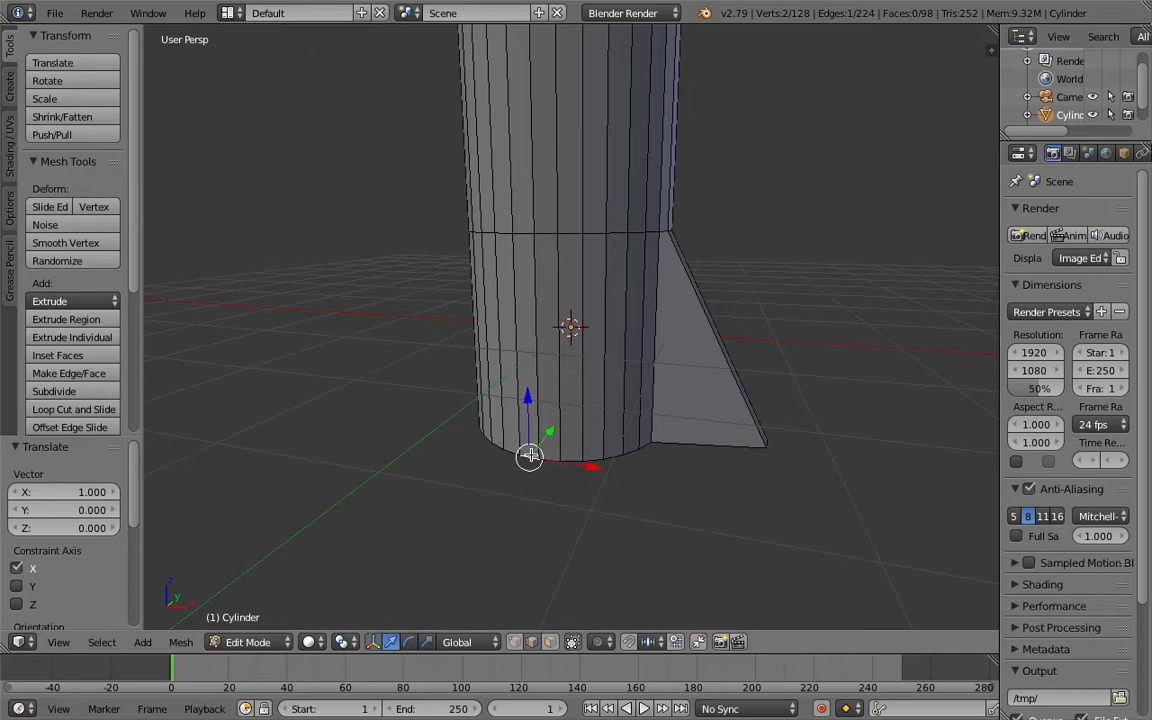 File Render Window Help Default Scene Blender Render v2.79 | Verts:2/128 | Edges:1/224 | Faces:0/98 | Tris:252 | Mem:9.32M | Cylinder
Transform
Translate
Rotate
Scale
Shrink/Fatten
Push/Pull
Mesh Tools
Deform:
Slide Ed Vertex
Noise
Smooth Vertex
Randomize
Add:
Extrude
Extrude Region
Extrude Individual
Inset Faces
Make Edge/Face
Subdivide
Loop Cut and Slide
Offset Edge Slide
Tools
Create
Shading / UVs
Options
Grease Pencil
Translate
Vector
X: 1.000
Y: 0.000
Z: 0.000
Constraint Axis
X
Y
Z
Orientation
User Persp
z
y
x
(1) Cylinder
View Search All
Rende
World
Came
Cylind
Scene
Render
Rend Anim Audio
Displa Image Ed
Dimensions
Render Presets
Resolution: Frame Ra
1920 Star: 1
1080 E: 250
50% Fra: 1
Aspect R... Frame Ra
1.000 24 fps
1.000 Time Re...
Anti-Aliasing
5 8 11 16 Mitchell-
Full Sa 1.000
Sampled Motion Bl
Shading
Performance
Post Processing
Metadata
Output
/tmp/
View Select Add Mesh Edit Mode Global
-40 -20 0 20 40 60 80 100 120 140 160 180 200 220 240 260 280
View Marker Frame Playback Start: 1 End: 250 1 No Sync